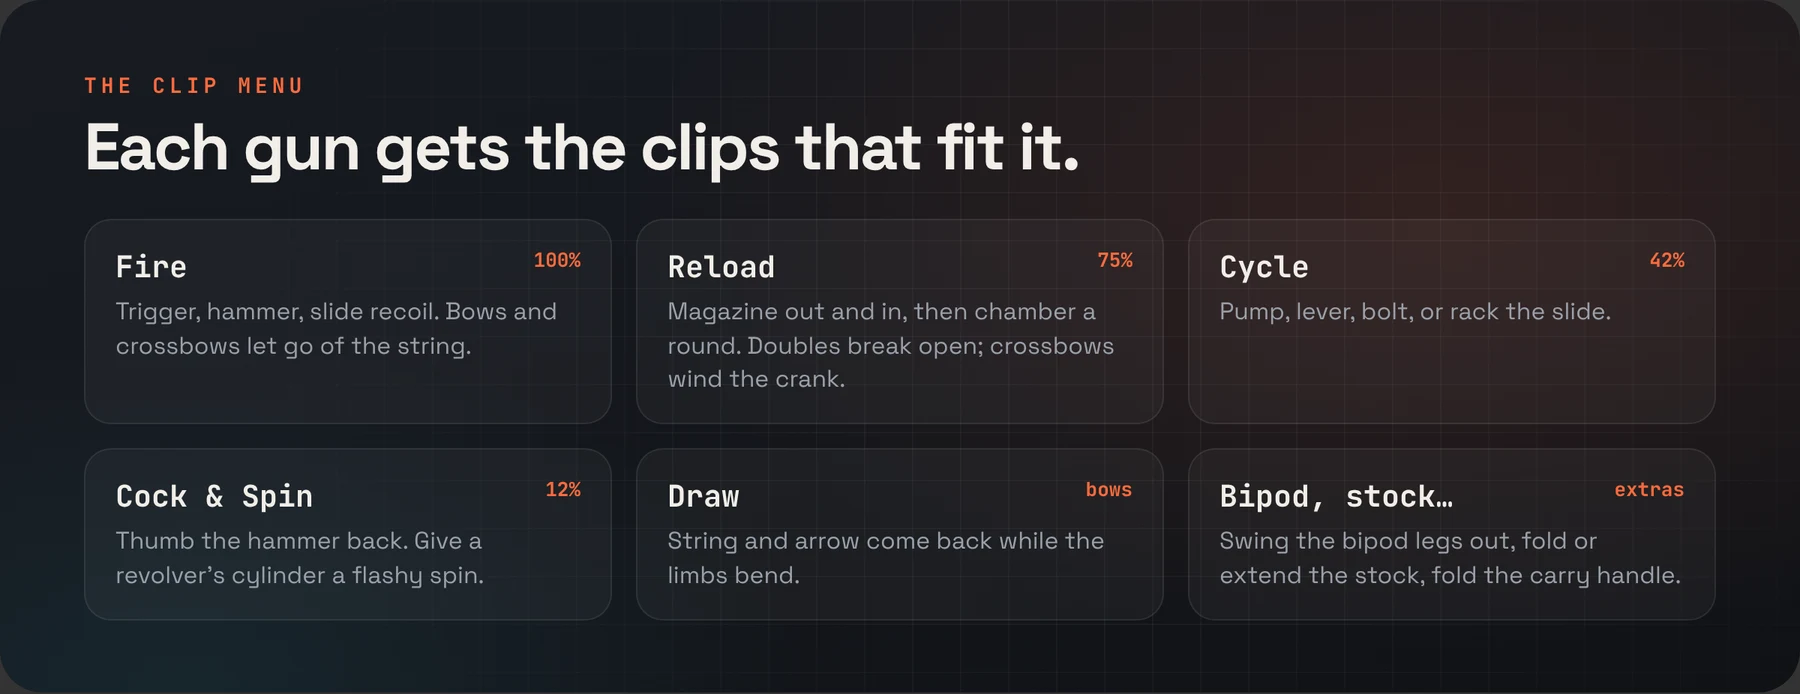 THE CLIP MENU
Each gun gets the clips that fit it.
Fire
100%
Trigger, hammer, slide recoil. Bows and
crossbows let go of the string.
Reload
75%
Magazine out and in, then chamber a
round. Doubles break open; crossbows
wind the crank.
Cycle
42%
Pump, lever, bolt, or rack the slide.
Cock & Spin
12%
Thumb the hammer back. Give a
revolver’s cylinder a flashy spin.
Draw
bows
String and arrow come back while the
limbs bend.
Bipod, stock…
extras
Swing the bipod legs out, fold or
extend the stock, fold the carry handle.